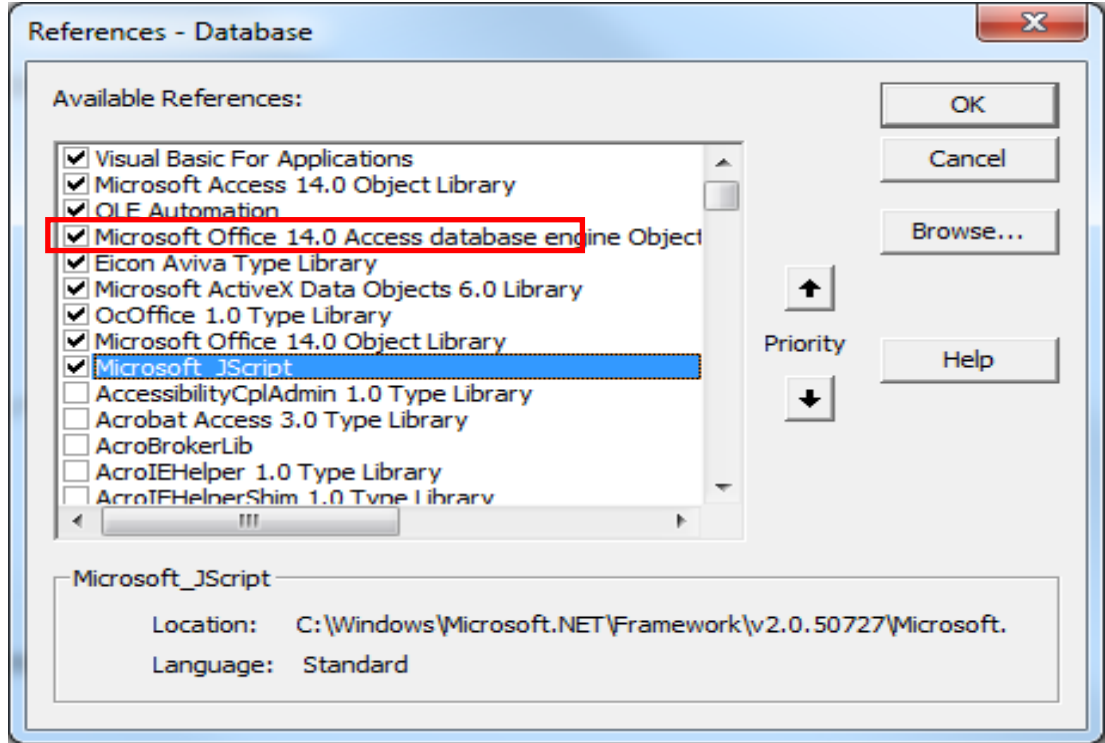 References - Database
Available References:
Visual Basic For Applications
Microsoft Access 14.0 Object Library
OLE Automation
Microsoft Office 14.0 Access database engine Object
Eicon Aviva Type Library
Microsoft ActiveX Data Objects 6.0 Library
OcOffice 1.0 Type Library
Microsoft Office 14.0 Object Library
Microsoft_JScript
AccessibilityCplAdmin 1.0 Type Library
Acrobat Access 3.0 Type Library
AcroBrokerLib
AcroIEHelper 1.0 Type Library
AcroIEHelperShim 1.0 Type Library
OK
Cancel
Browse...
Priority
Help
Microsoft_JScript
Location: C:\Windows\Microsoft.NET\Framework\v2.0.50727\Microsoft.
Language: Standard